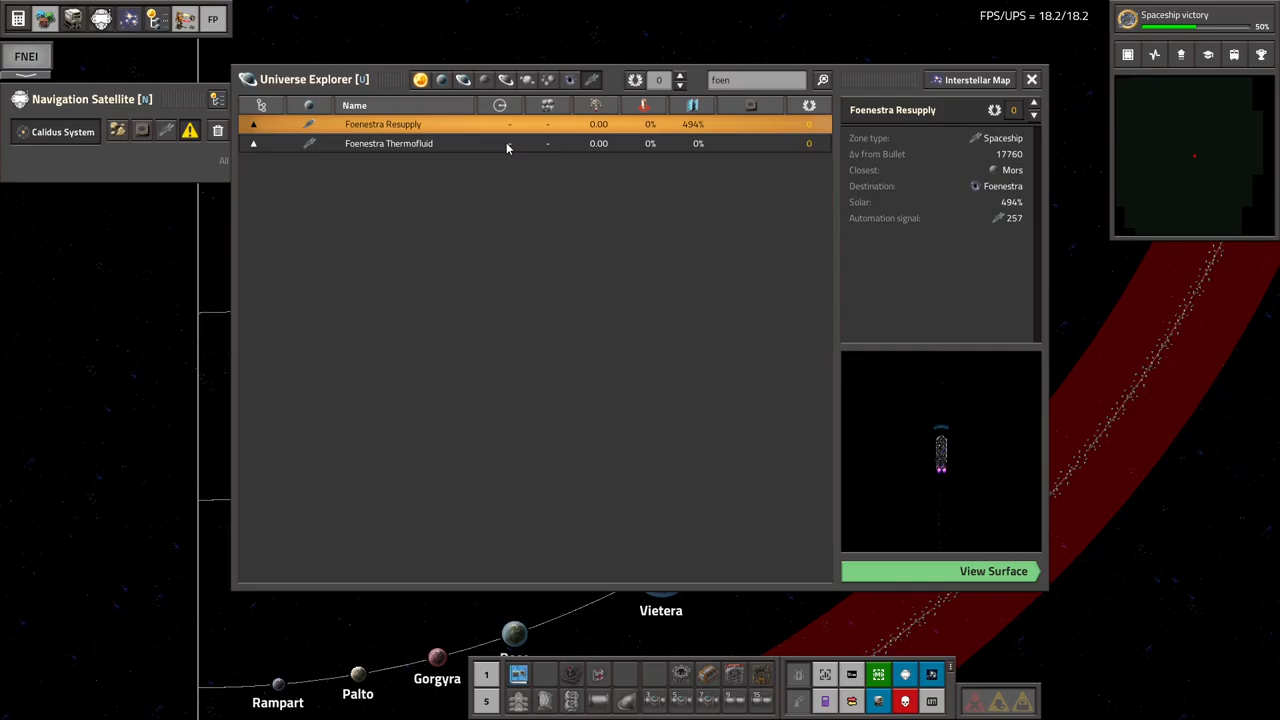 FP
FPS/UPS = 18.2/18.2
Spaceship victory
50%
FNEI
Universe Explorer [U]
0
foen
Interstellar Map
Navigation Satellite [N]
Calidus System
All
Name
Foenestra Resupply - - 0.00 0% 494% 0
Foenestra Thermofluid - - 0.00 0% 0% 0
Foenestra Resupply 0
Zone type: Spaceship
Δv from Bullet 17760
Closest: Mors
Destination: Foenestra
Solar: 494%
Automation signal: 257
View Surface
Vietera
Gorgyra
Palto
Rampart
1
5